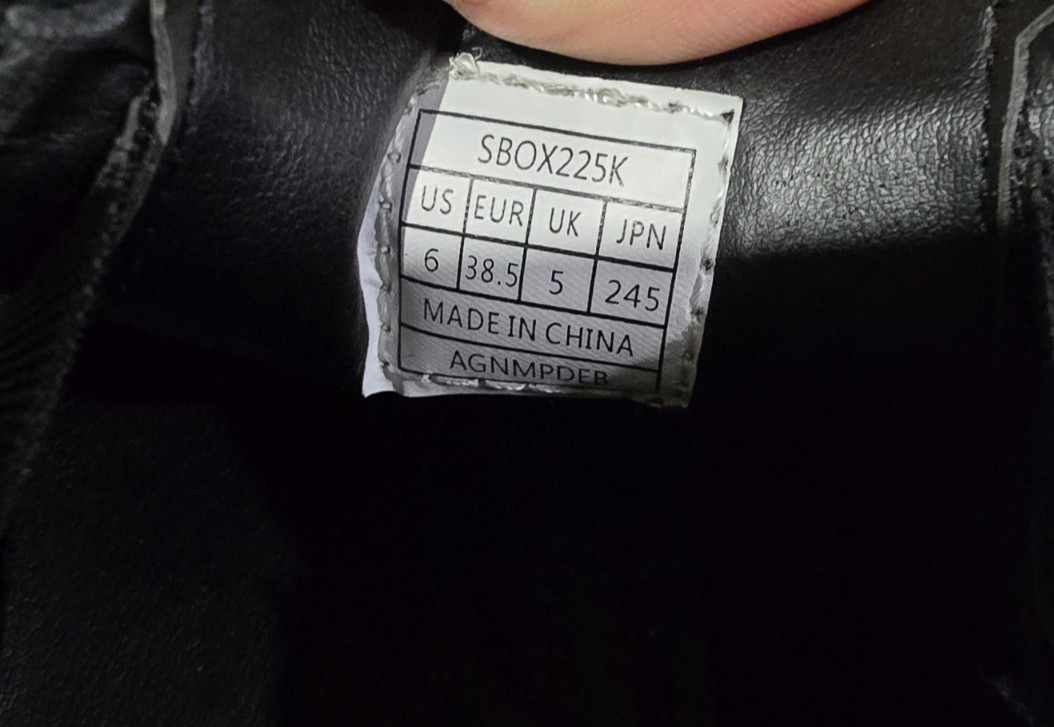 SBOX225K
US EUR UK JPN
6 38.5 5 245
MADE IN CHINA
AGNMPDEB